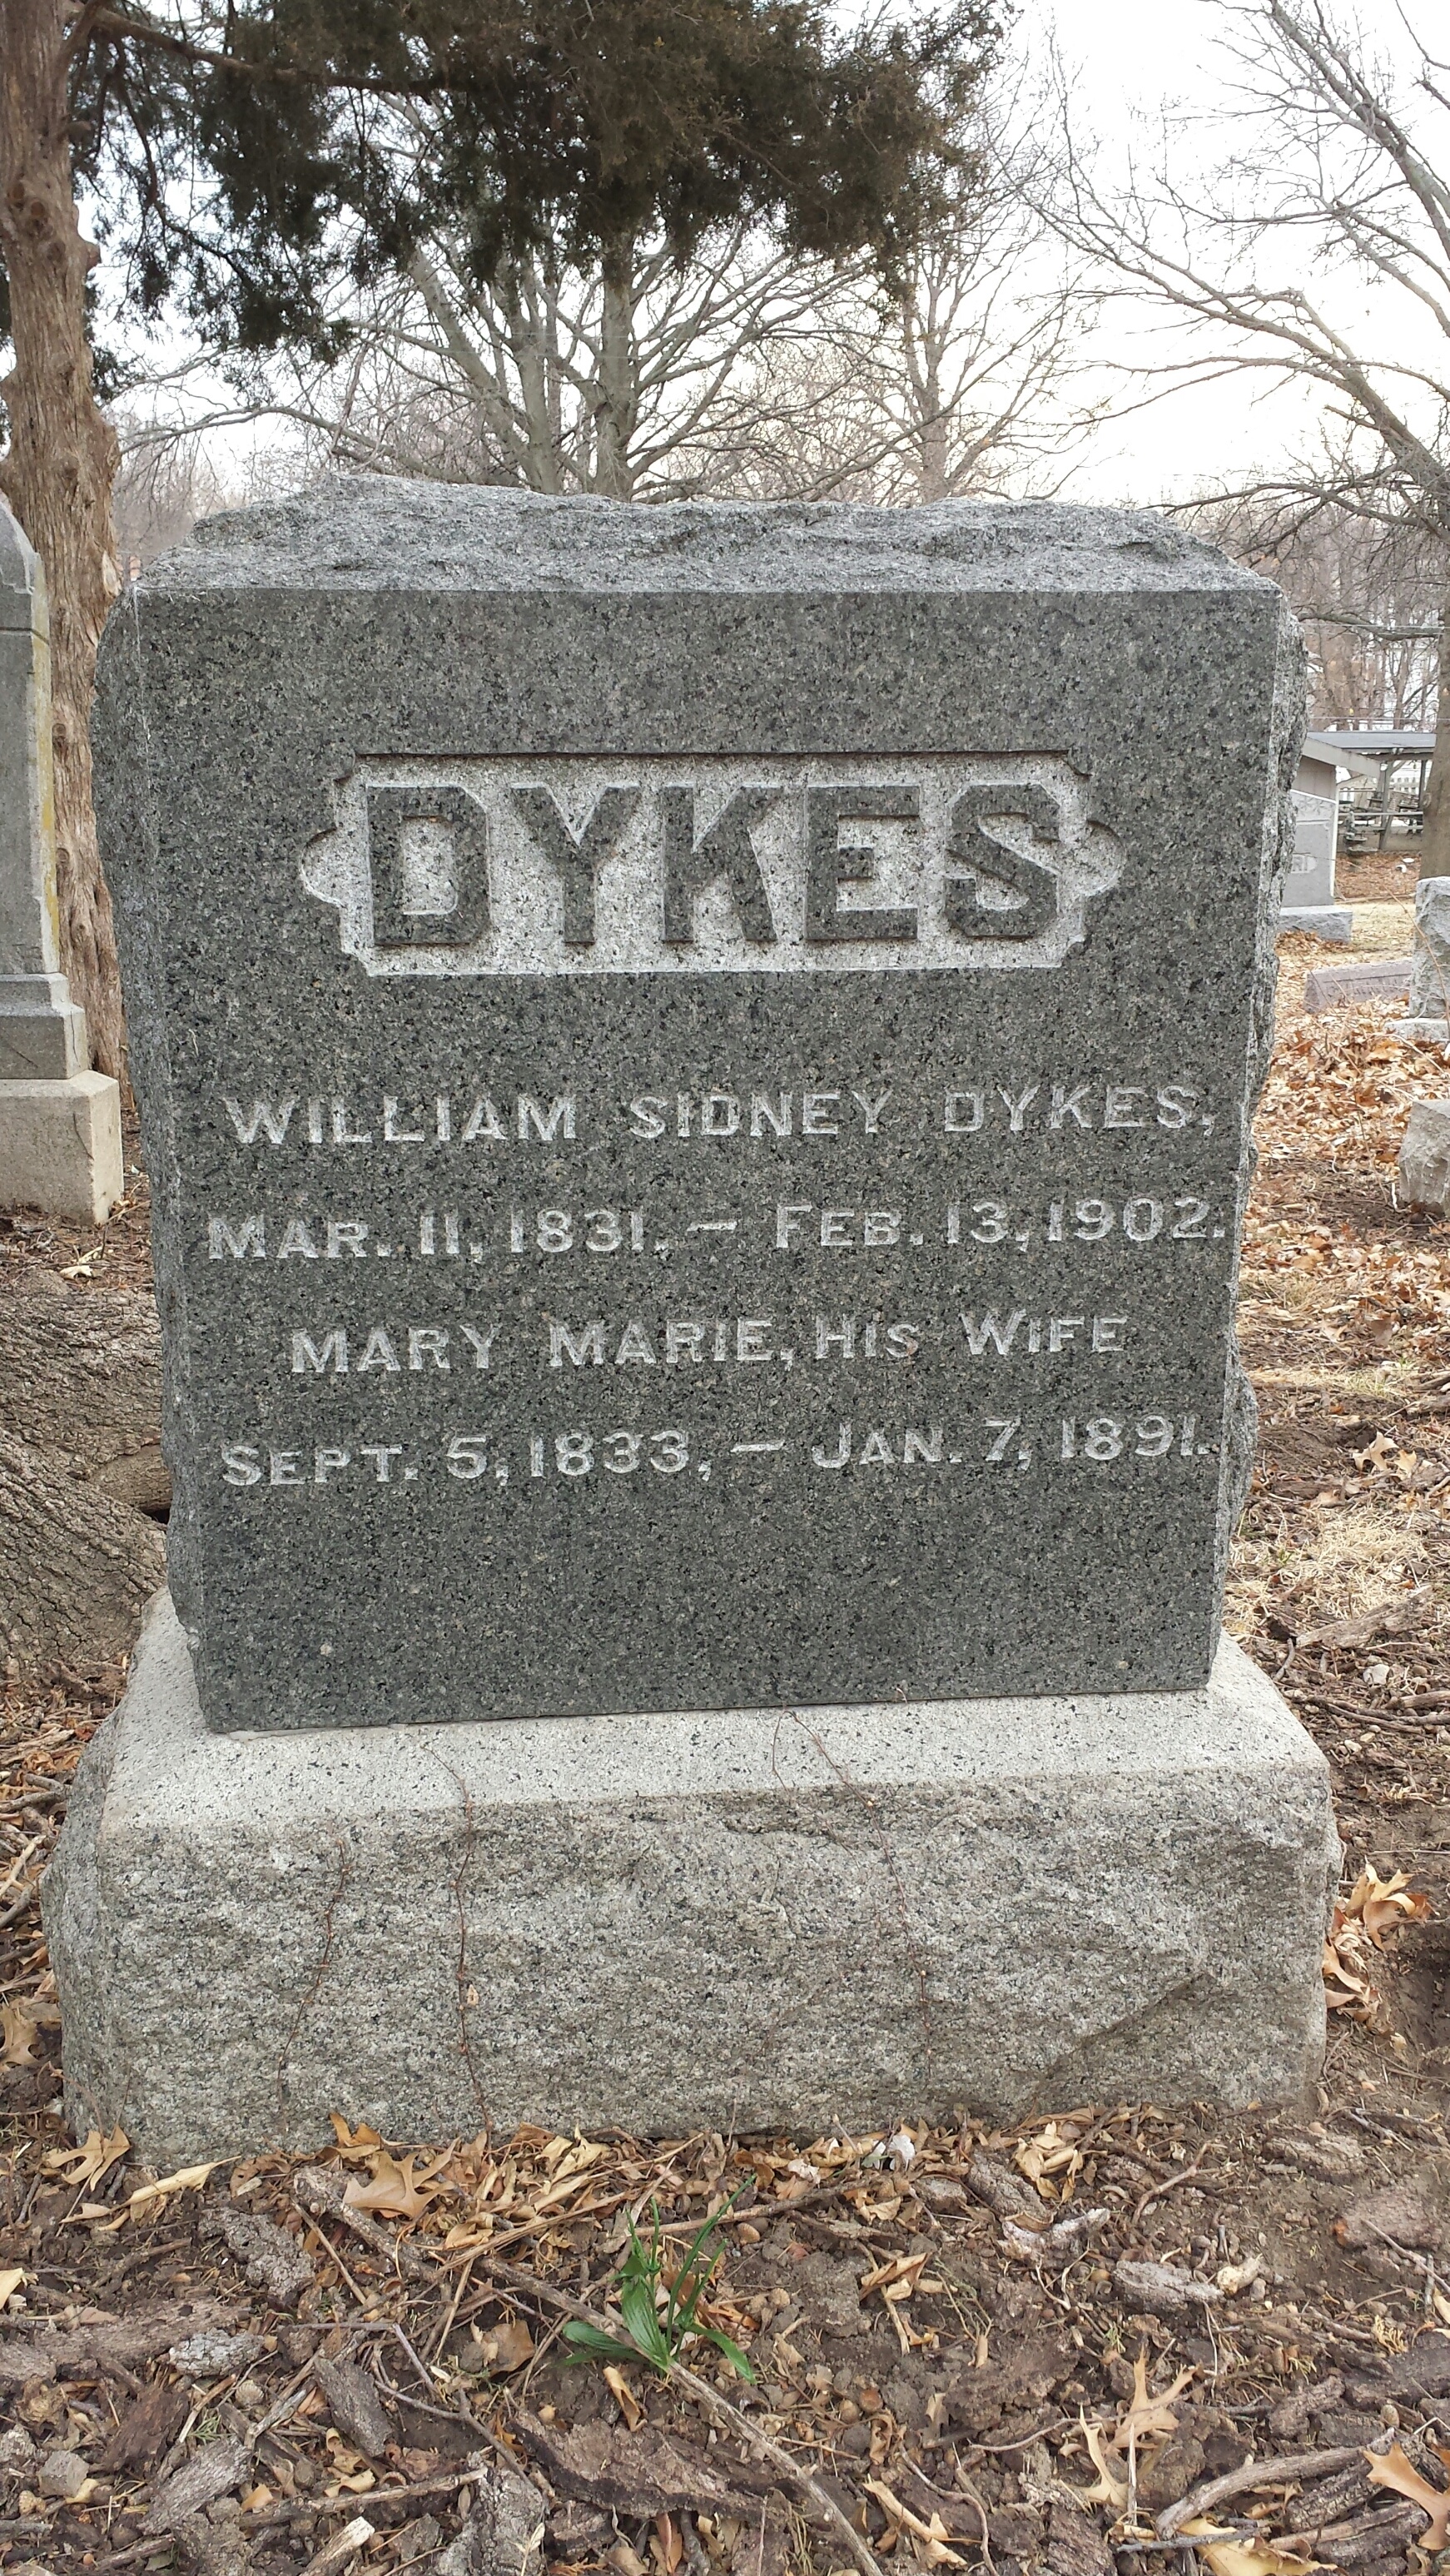 DYKES
WILLIAM SIDNEY DYKES,
MAR. 11, 1831. — FEB. 13, 1902.
MARY MARIE, HIS WIFE
SEPT. 5, 1833, — JAN. 7, 1891.